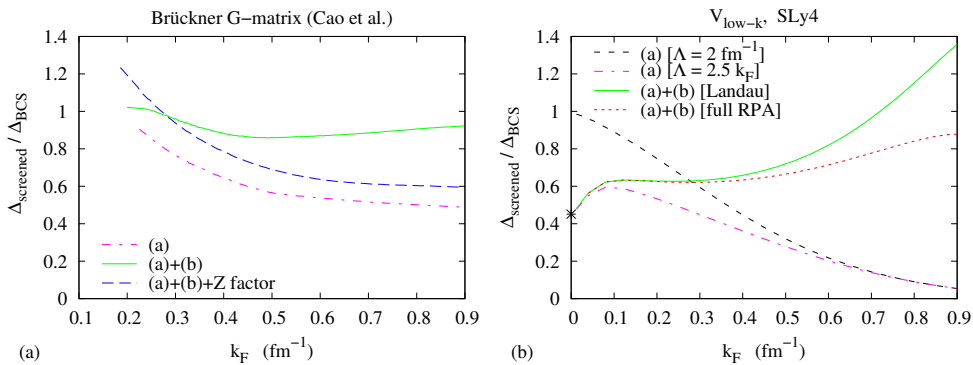 Brückner G−matrix (Cao et al.)
Δscreened / ΔBCS
1.4
1.2
1
0.8
0.6
0.4
0.2
0
(a)
(a)+(b)
(a)+(b)+Z factor
0.1 0.2 0.3 0.4 0.5 0.6 0.7 0.8 0.9
(a)
kF (fm−1)
Vlow−k, SLy4
Δscreened / ΔBCS
1.4
1.2
1
0.8
0.6
0.4
0.2
0
(a) [Λ = 2 fm−1]
(a) [Λ = 2.5 kF]
(a)+(b) [Landau]
(a)+(b) [full RPA]
0 0.1 0.2 0.3 0.4 0.5 0.6 0.7 0.8 0.9
(b)
kF (fm−1)